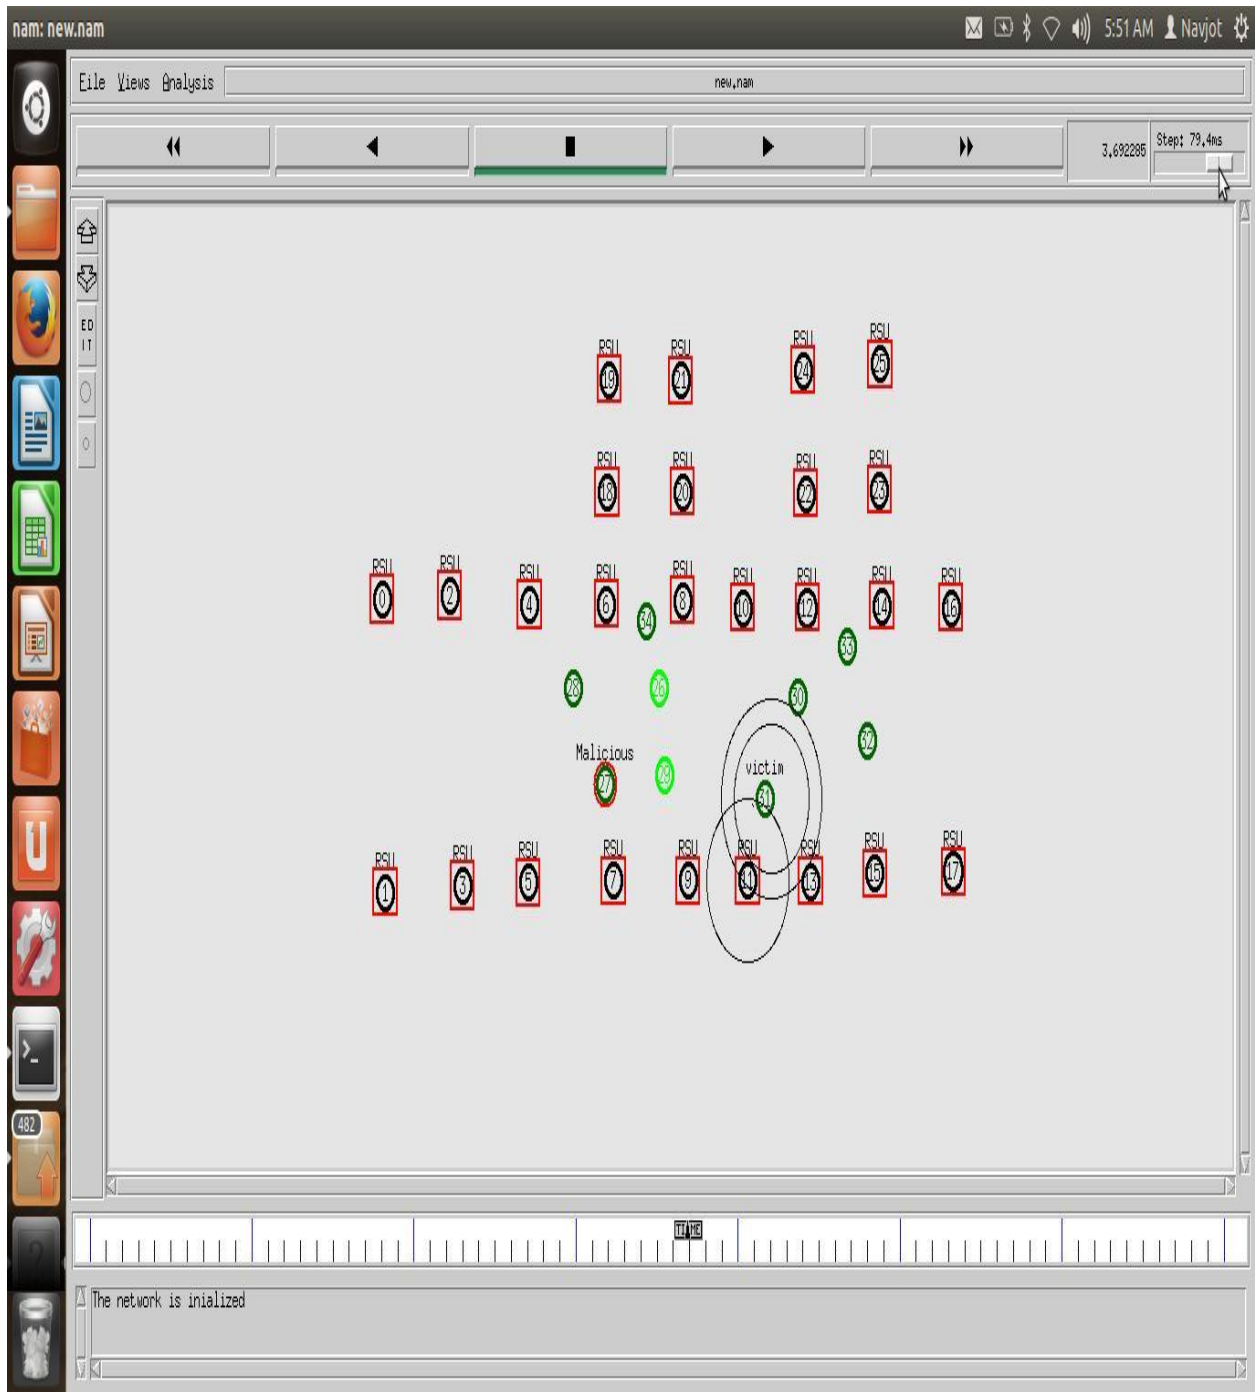 nam: new.nam
5:51 AM Navjot
File Views Analysis new.nam
3.692285 Step: 79.4ms
ED
IT
RSU RSU RSU RSU
19 21 24 25
RSU RSU RSU RSU
18 20 22 23
RSU RSU RSU RSU RSU RSU RSU RSU RSU
0 2 4 6 8 10 12 14 16
34
33
28 26 30
32
Malicious victim
27 29 31
RSU RSU RSU RSU RSU RSU RSU RSU RSU
1 3 5 7 9 11 13 15 17
482
TIME
The network is inialized